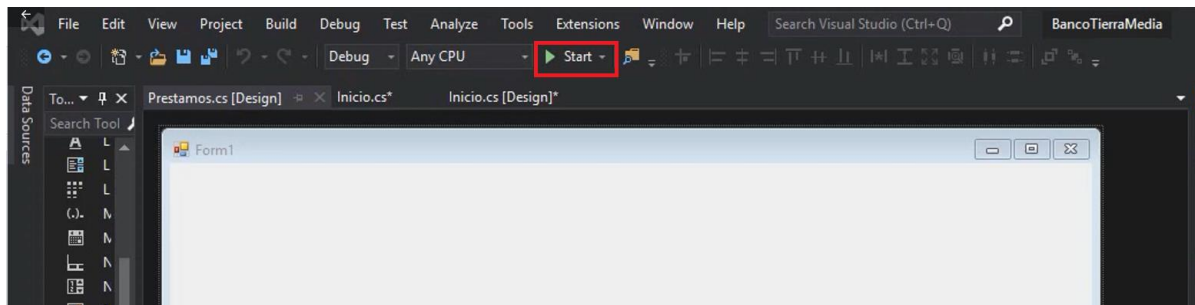 File Edit View Project Build Debug Test Analyze Tools Extensions Window Help Search Visual Studio (Ctrl+Q) BancoTierraMedia
Debug Any CPU Start
Data Sources
To... Prestamos.cs [Design] Inicio.cs* Inicio.cs [Design]*
Search Tool
A L
Form1
L
L
(.). M
M
N
N